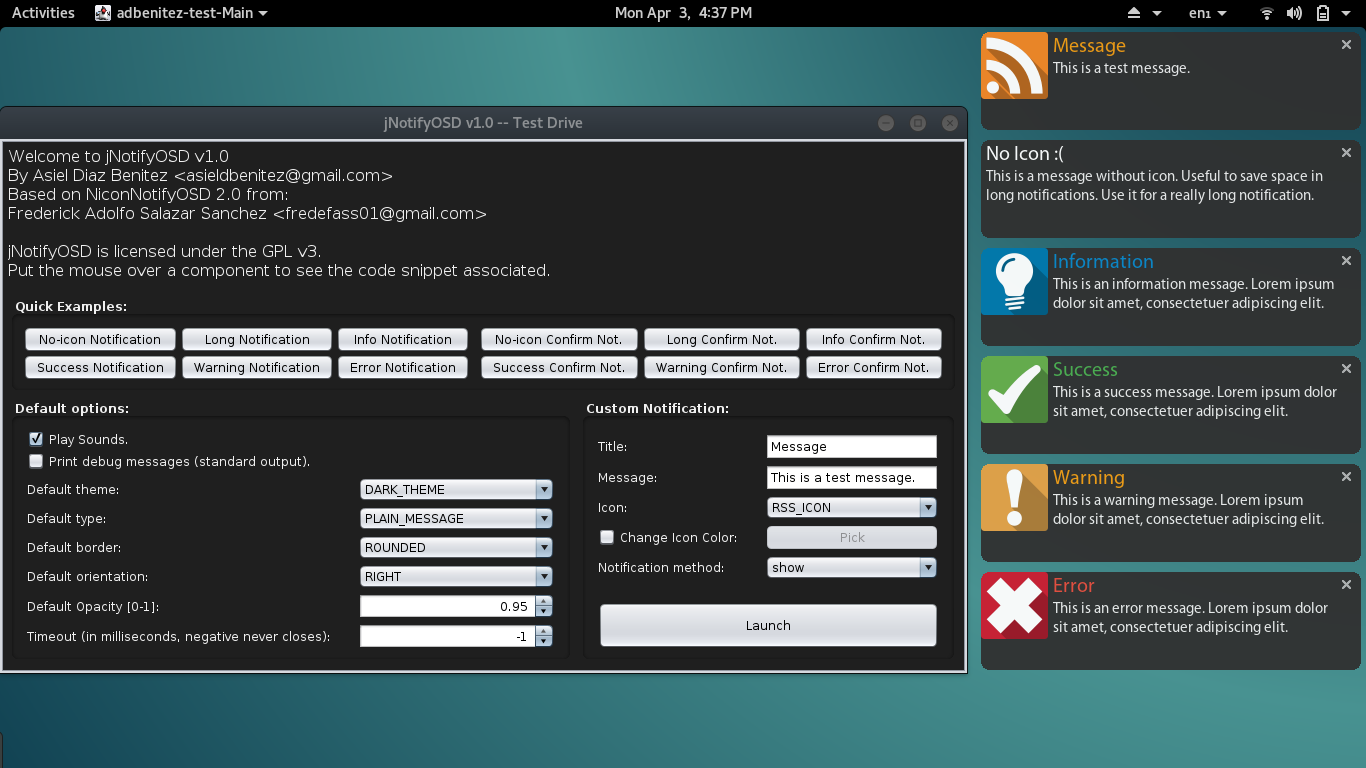 Activities
adbenitez-test-Main
Mon Apr 3, 4:37 PM
en₁
jNotifyOSD v1.0 -- Test Drive
Welcome to jNotifyOSD v1.0
By Asiel Diaz Benitez <asieldbenitez@gmail.com>
Based on NiconNotifyOSD 2.0 from:
Frederick Adolfo Salazar Sanchez <fredefass01@gmail.com>
jNotifyOSD is licensed under the GPL v3.
Put the mouse over a component to see the code snippet associated.
Quick Examples:
No-icon Notification
Long Notification
Info Notification
No-icon Confirm Not.
Long Confirm Not.
Info Confirm Not.
Success Notification
Warning Notification
Error Notification
Success Confirm Not.
Warning Confirm Not.
Error Confirm Not.
Default options:
Play Sounds.
Print debug messages (standard output).
Default theme:
DARK_THEME
Default type:
PLAIN_MESSAGE
Default border:
ROUNDED
Default orientation:
RIGHT
Default Opacity [0-1]:
0.95
Timeout (in milliseconds, negative never closes):
-1
Custom Notification:
Title:
Message
Message:
This is a test message.
Icon:
RSS_ICON
Change Icon Color:
Pick
Notification method:
show
Launch
Message
This is a test message.
No Icon :(
This is a message without icon. Useful to save space in
long notifications. Use it for a really long notification.
Information
This is an information message. Lorem ipsum
dolor sit amet, consectetuer adipiscing elit.
Success
This is a success message. Lorem ipsum dolor
sit amet, consectetuer adipiscing elit.
Warning
This is a warning message. Lorem ipsum
dolor sit amet, consectetuer adipiscing elit.
Error
This is an error message. Lorem ipsum dolor
sit amet, consectetuer adipiscing elit.